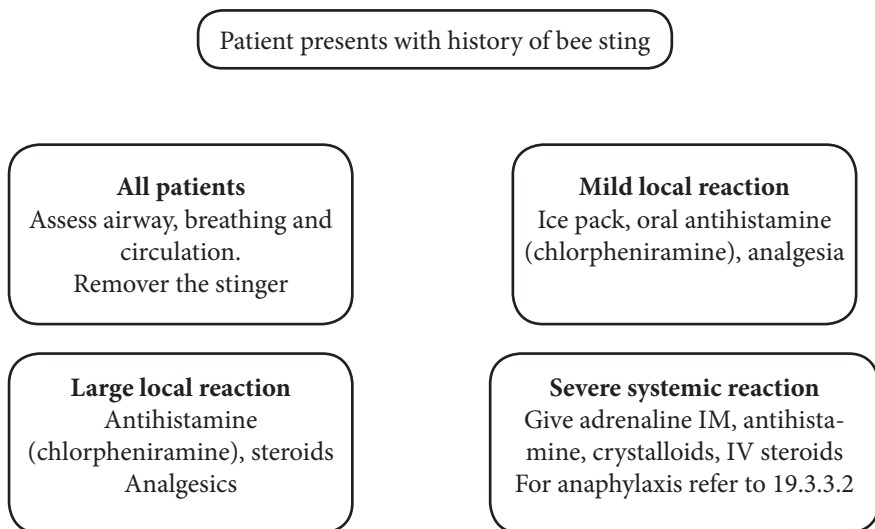 Patient presents with history of bee sting
All patients
Assess airway, breathing and
circulation.
Remover the stinger
Mild local reaction
Ice pack, oral antihistamine
(chlorpheniramine), analgesia
Large local reaction
Antihistamine
(chlorpheniramine), steroids
Analgesics
Severe systemic reaction
Give adrenaline IM, antihista-
mine, crystalloids, IV steroids
For anaphylaxis refer to 19.3.3.2